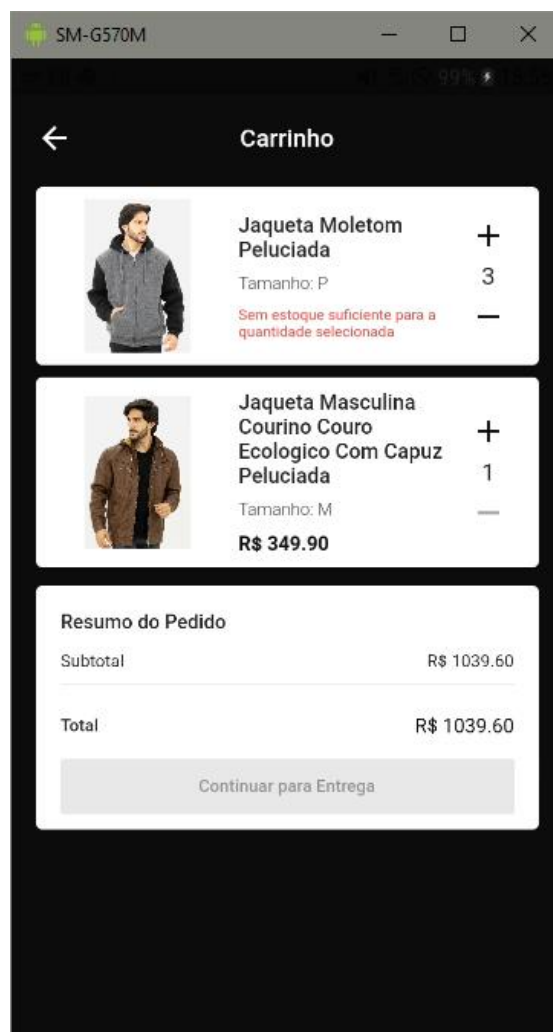 SM-G570M
99%
Carrinho
Jaqueta Moletom
Peluciada
Tamanho: P
3
Sem estoque suficiente para a
quantidade selecionada
Jaqueta Masculina
Courino Couro
Ecologico Com Capuz
Peluciada
1
Tamanho: M
R$ 349.90
Resumo do Pedido
Subtotal R$ 1039.60
Total R$ 1039.60
Continuar para Entrega